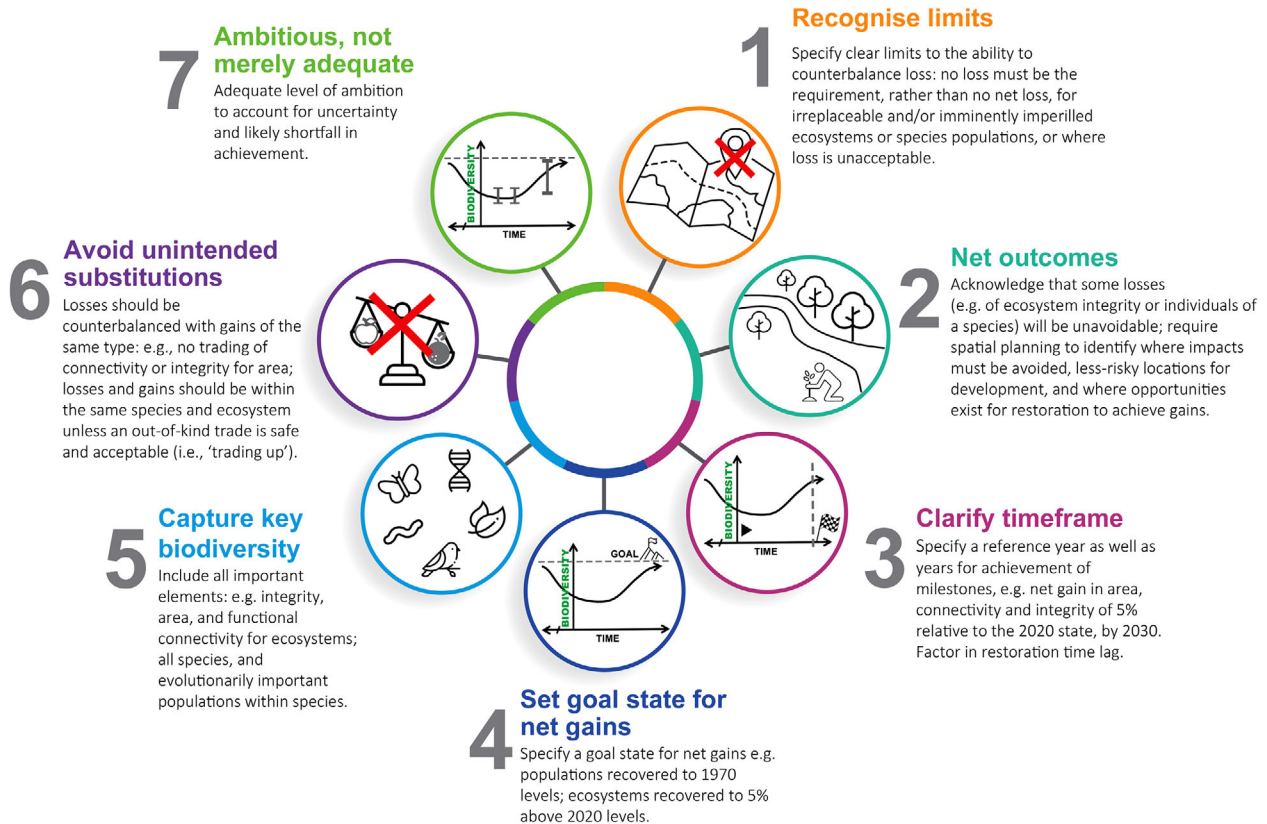 1
Recognise limits
Specify clear limits to the ability to
counterbalance loss: no loss must be the
requirement, rather than no net loss, for
irreplaceable and/or imminently imperilled
ecosystems or species populations, or where
loss is unacceptable.
2
Net outcomes
Acknowledge that some losses
(e.g. of ecosystem integrity or individuals of
a species) will be unavoidable; require
spatial planning to identify where impacts
must be avoided, less-risky locations for
development, and where opportunities
exist for restoration to achieve gains.
BIODIVERSITY
TIME
3
Clarify timeframe
Specify a reference year as well as
years for achievement of
milestones, e.g. net gain in area,
connectivity and integrity of 5%
relative to the 2020 state, by 2030.
Factor in restoration time lag.
GOAL
BIODIVERSITY
TIME
4
Set goal state for
net gains
Specify a goal state for net gains e.g.
populations recovered to 1970
levels; ecosystems recovered to 5%
above 2020 levels.
5
Capture key
biodiversity
Include all important
elements: e.g. integrity,
area, and functional
connectivity for ecosystems;
all species, and
evolutionarily important
populations within species.
6
Avoid unintended
substitutions
Losses should be
counterbalanced with gains of the
same type: e.g., no trading of
connectivity or integrity for area;
losses and gains should be within
the same species and ecosystem
unless an out-of-kind trade is safe
and acceptable (i.e., ‘trading up’).
7
Ambitious, not
merely adequate
Adequate level of ambition
to account for uncertainty
and likely shortfall in
achievement.
BIODIVERSITY
TIME